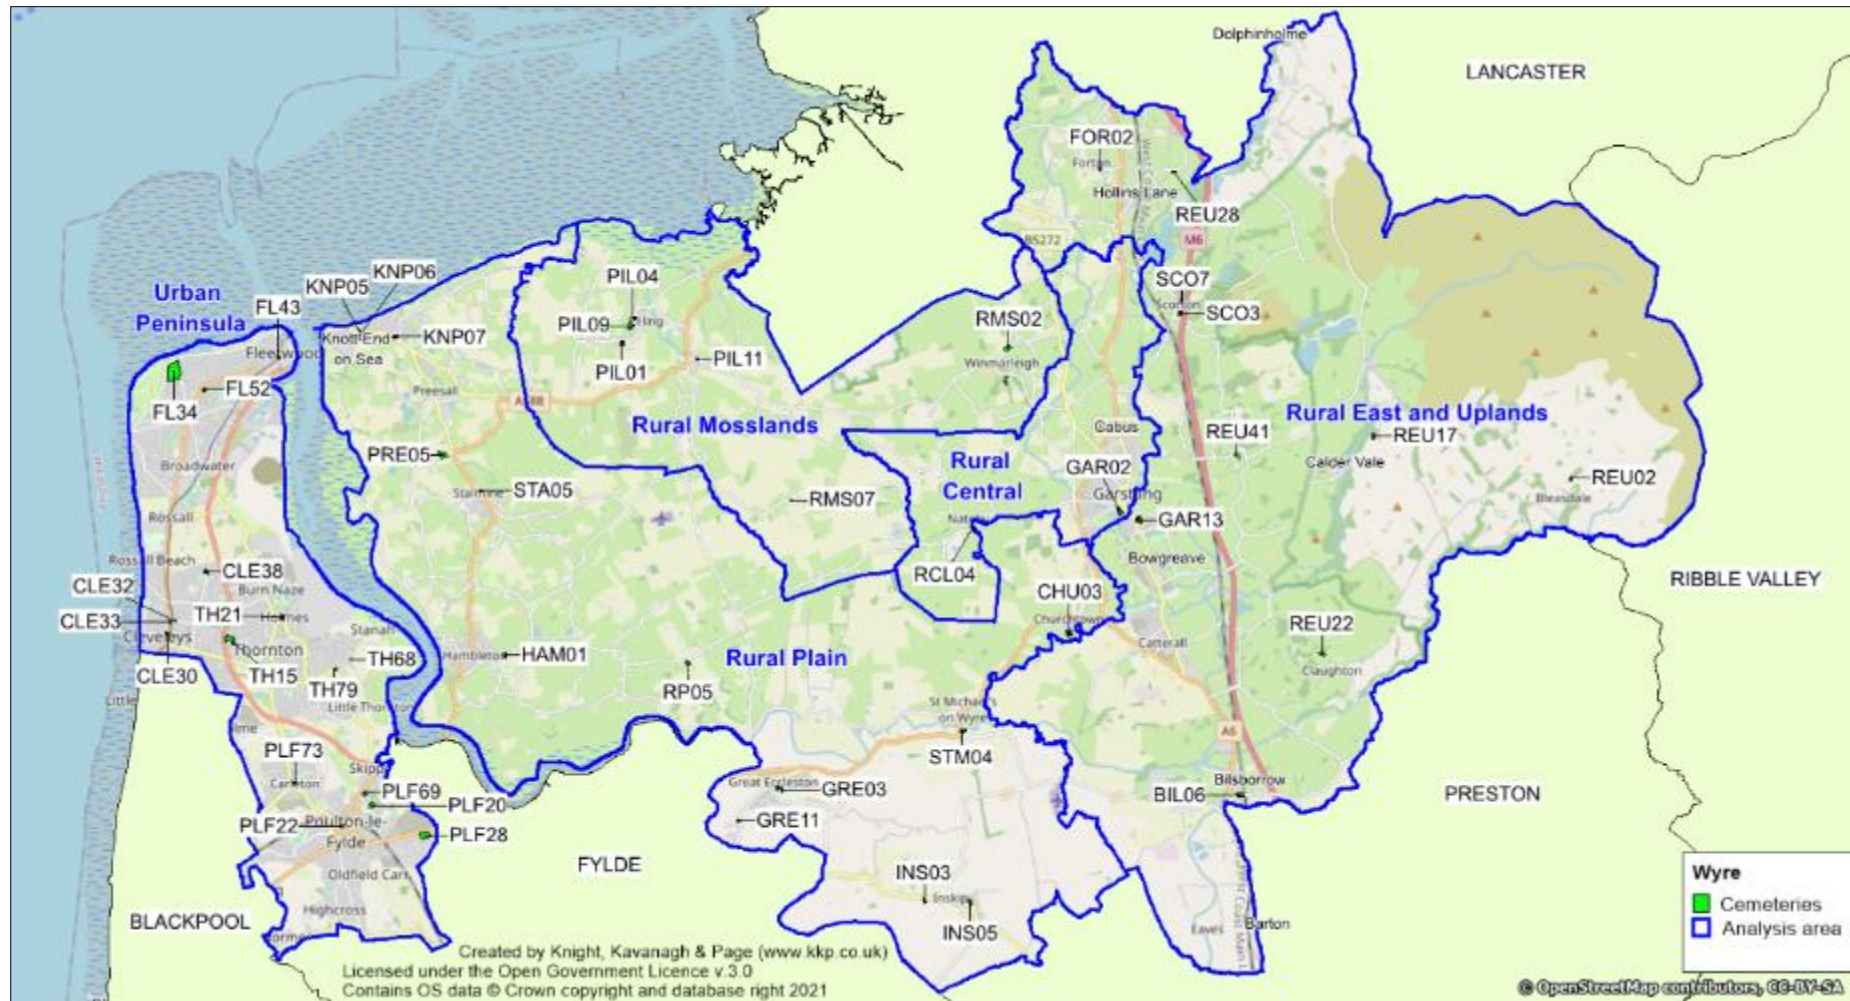 Dolphinholme
LANCASTER
FOR02
Forton
Hollins Lane
REU28
B5272
M6
KNP06
KNP05
PIL04
SCO7
Scorton
SCO3
Urban
Peninsula
FL43
PIL09
Pilling
RMS02
KNP07
Knott-End
on Sea
Fleetwood
PIL01
PIL11
Winmarleigh
FL52
FL34
Preesall
A588
Rural Mosslands
Rural East and Uplands
Cabus
REU41
REU17
Calder Vale
PRE05
Broadwater
Rural
Central
GAR02
REU02
Bleasdale
STA05
Stalmine
RMS07
Garstang
GAR13
Rossall
Nateby
Rossall Beach
CLE38
Bowgreave
CLE32
Burn Naze
RCL04
RIBBLE VALLEY
CHU03
CLE33
TH21
Holmes
Churchtown
Cleveleys
Stanah
REU22
Catterall
Thornton
TH68
Hambleton
HAM01
Rural Plain
Claughton
CLE30
TH15
TH79
RP05
Little
Little Thornton
St Michael's
on Wyre
A6
PLF73
STM04
Skipp
Carleton
Great Eccleston
GRE03
Bilsborrow
PLF69
PLF20
BIL06
PRESTON
PLF22
Poulton-le-
Fylde
PLF28
GRE11
FYLDE
Oldfield Carr
INS03
Inskip
Highcross
BLACKPOOL
INS05
Eaves
Barton
Wyre
Cemeteries
Analysis area
Created by Knight, Kavanagh & Page (www.kkp.co.uk)
Licensed under the Open Government Licence v.3.0
Contains OS data © Crown copyright and database right 2021
© OpenStreetMap contributors, CC-BY-SA